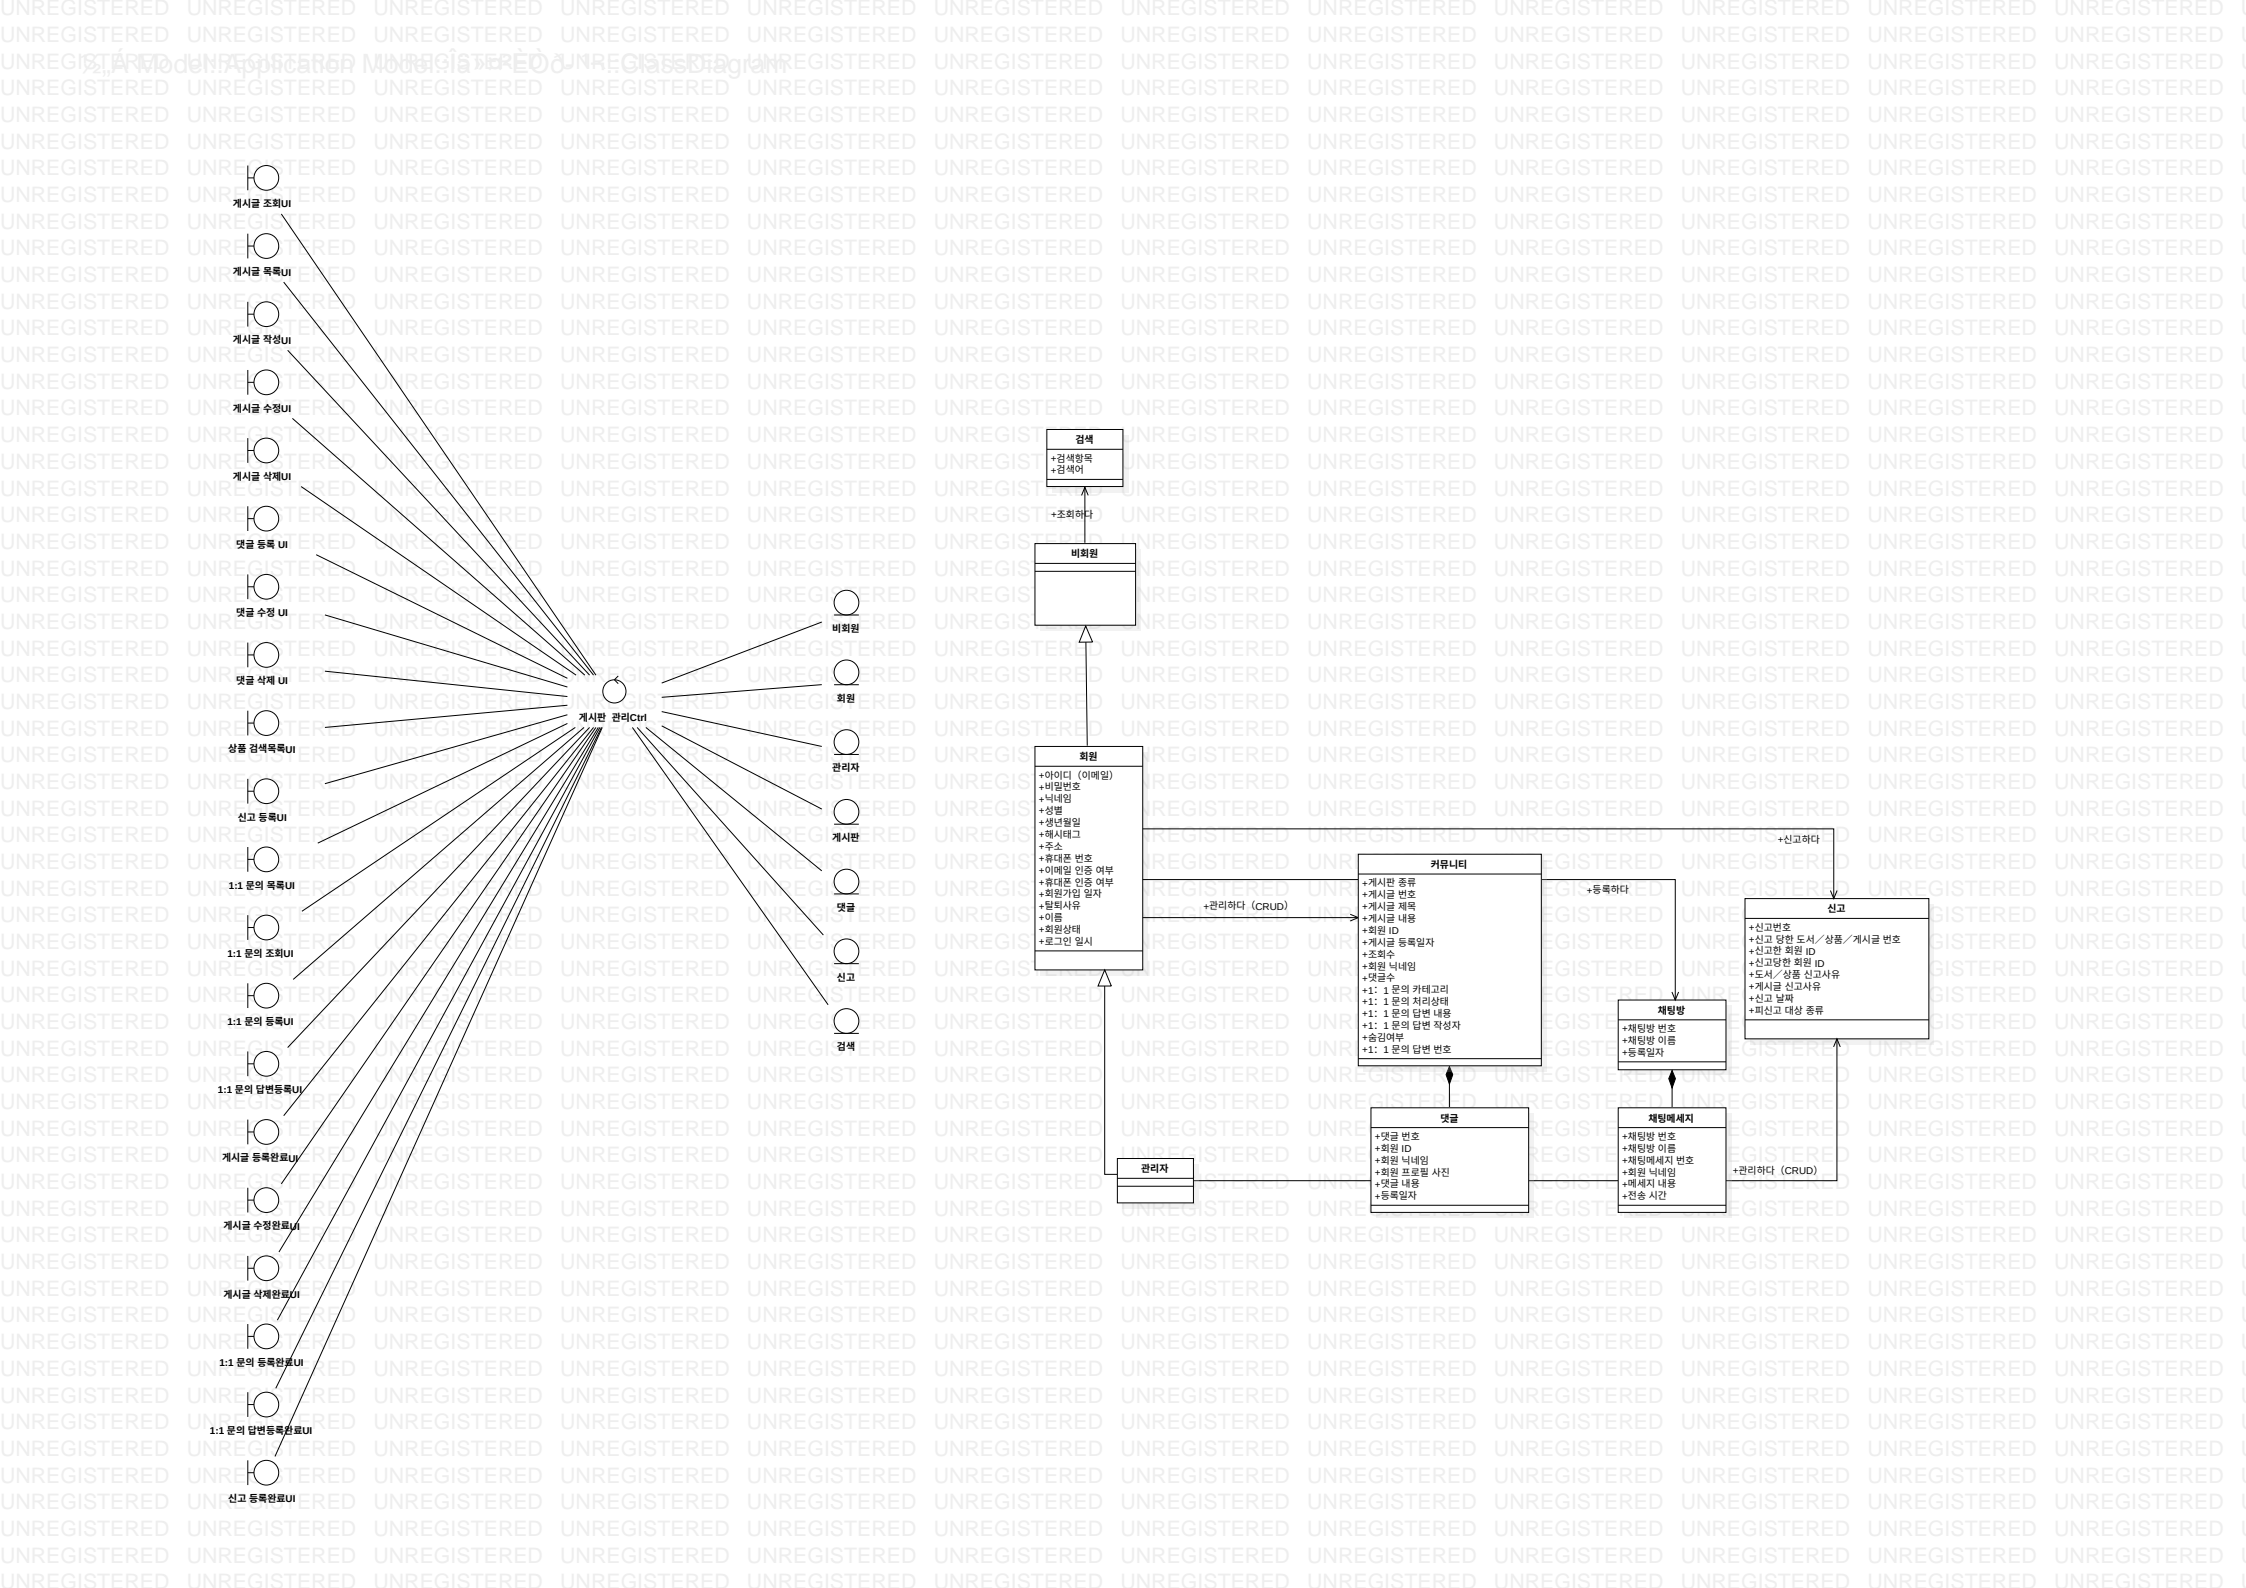 게시글 조회UI
게시글 목록UI
게시글 작성UI
게시글 수정UI
게시글 삭제UI
댓글 등록 UI
댓글 수정 UI
댓글 삭제 UI
상품 검색목록UI
신고 등록UI
1:1 문의 목록UI
1:1 문의 조회UI
1:1 문의 등록UI
1:1 문의 답변등록UI
게시글 등록완료UI
게시글 수정완료UI
게시글 삭제완료UI
1:1 문의 등록완료UI
1:1 문의 답변등록완료UI
신고 등록완료UI
게시판 관리Ctrl
비회원
회원
관리자
게시판
댓글
신고
검색
검색
+검색항목
+검색어
+조회하다
비회원
회원
+아이디 (이메일)
+비밀번호
+닉네임
+성별
+생년월일
+해시태그
+주소
+휴대폰 번호
+이메일 인증 여부
+휴대폰 인증 여부
+회원가입 일자
+탈퇴사유
+이름
+회원상태
+로그인 일시
+신고하다
+등록하다
+관리하다 (CRUD)
커뮤니티
+게시판 종류
+게시글 번호
+게시글 제목
+게시글 내용
+회원 ID
+게시글 등록일자
+조회수
+회원 닉네임
+댓글수
+1: 1 문의 카테고리
+1: 1 문의 처리상태
+1: 1 문의 답변 내용
+1: 1 문의 답변 작성자
+숨김여부
+1: 1 문의 답변 번호
신고
+신고번호
+신고 당한 도서/상품/게시글 번호
+신고한 회원 ID
+신고당한 회원 ID
+도서/상품 신고사유
+게시글 신고사유
+신고 날짜
+피신고 대상 종류
채팅방
+채팅방 번호
+채팅방 이름
+등록일자
댓글
+댓글 번호
+회원 ID
+회원 닉네임
+회원 프로필 사진
+댓글 내용
+등록일자
채팅메세지
+채팅방 번호
+채팅방 이름
+채팅메세지 번호
+회원 닉네임
+메세지 내용
+전송 시간
+관리하다 (CRUD)
관리자